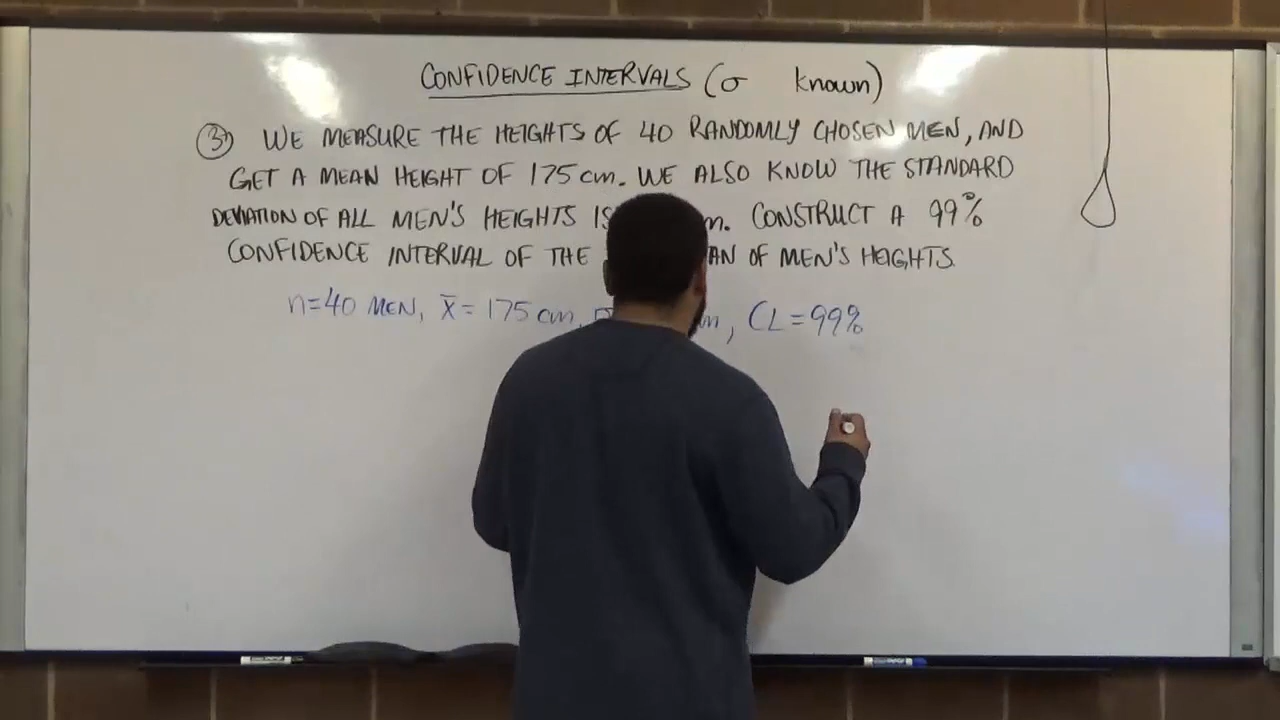 CONFIDENCE INTERVALS (σ known)
③ WE MEASURE THE HEIGHTS OF 40 RANDOMLY CHOSEN MEN, AND
GET A MEAN HEIGHT OF 175 cm. WE ALSO KNOW THE STANDARD
DEVIATION OF ALL MEN'S HEIGHTS CONSTRUCT A 99%
CONFIDENCE INTERVAL OF THE OF MEN'S HEIGHTS.
n=40 MEN, x̄ = 175 cm, , CL = 99%